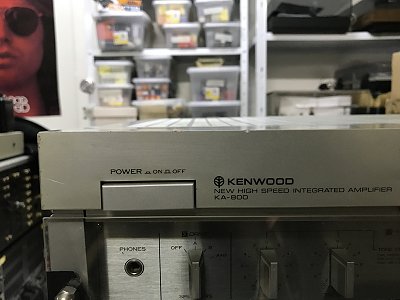 POWER ON OFF
KENWOOD
NEW HIGH SPEED INTEGRATED AMPLIFIER
KA-800
PHONES
OFF